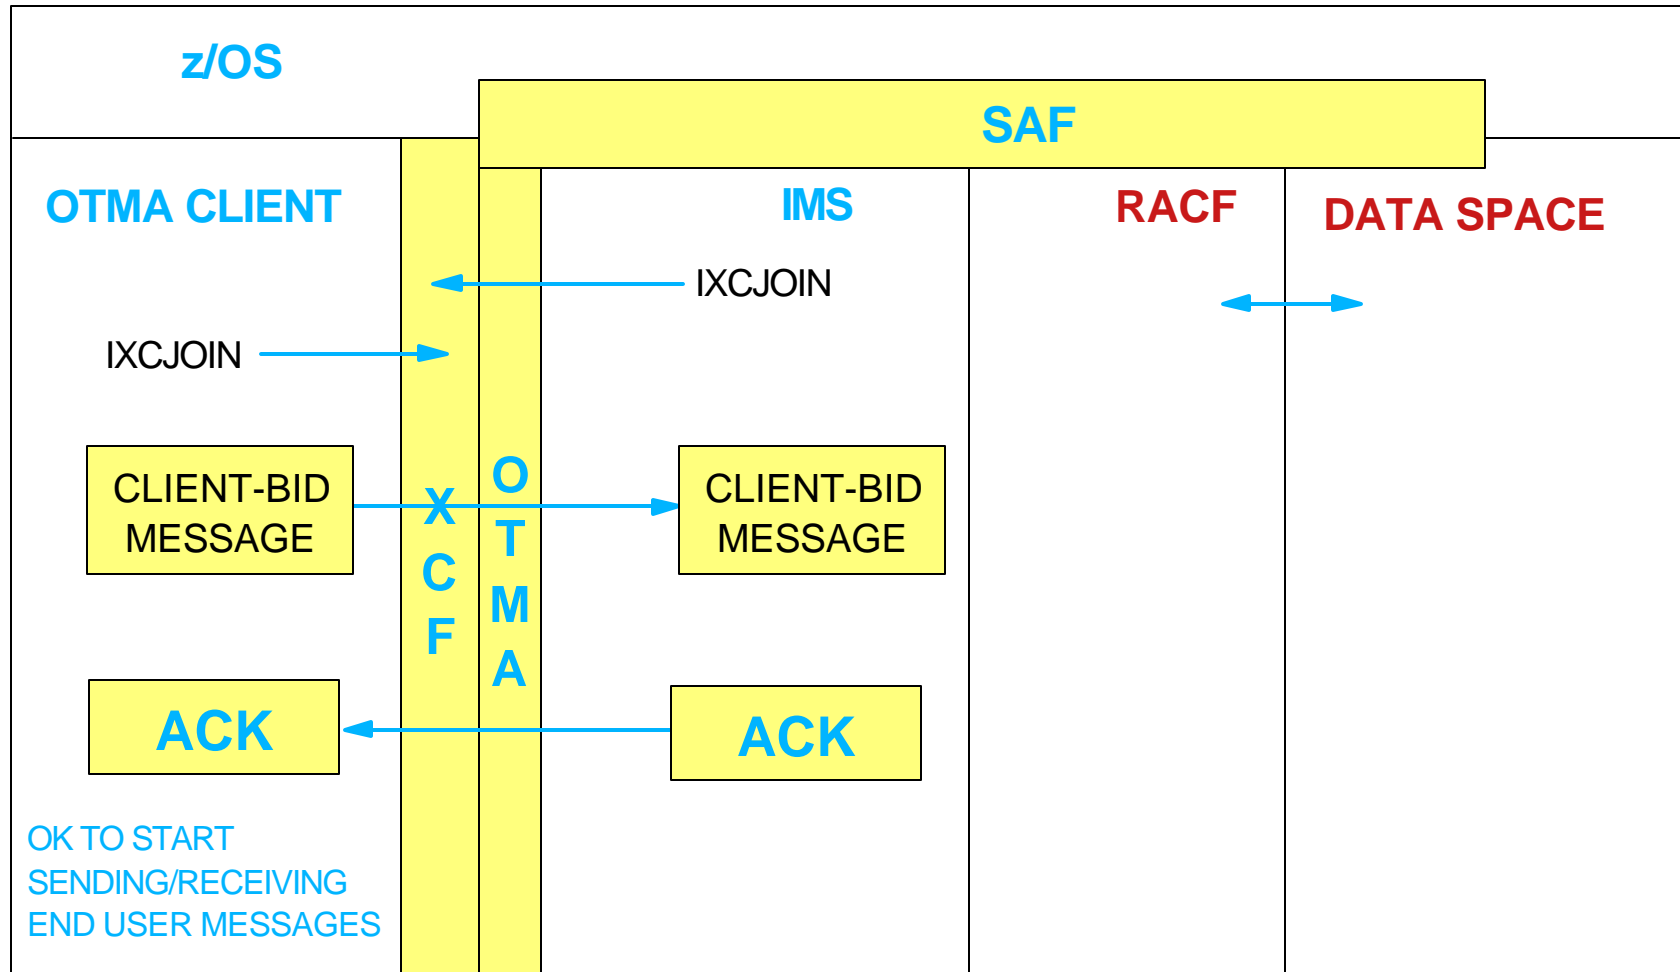 z/OS
SAF
OTMA CLIENT
IMS
RACF
DATA SPACE
IXCJOIN
IXCJOIN
CLIENT-BID
MESSAGE
X
C
F
O
T
M
A
CLIENT-BID
MESSAGE
ACK
ACK
OK TO START
SENDING/RECEIVING
END USER MESSAGES